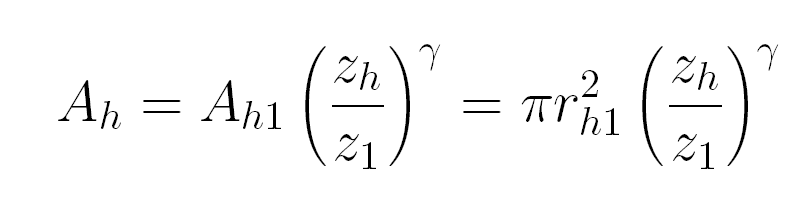 A_h = A_{h1} \left( \frac{z_h}{z_1} \right)^\gamma = \pi r_{h1}^2 \left( \frac{z_h}{z_1} \right)^\gamma